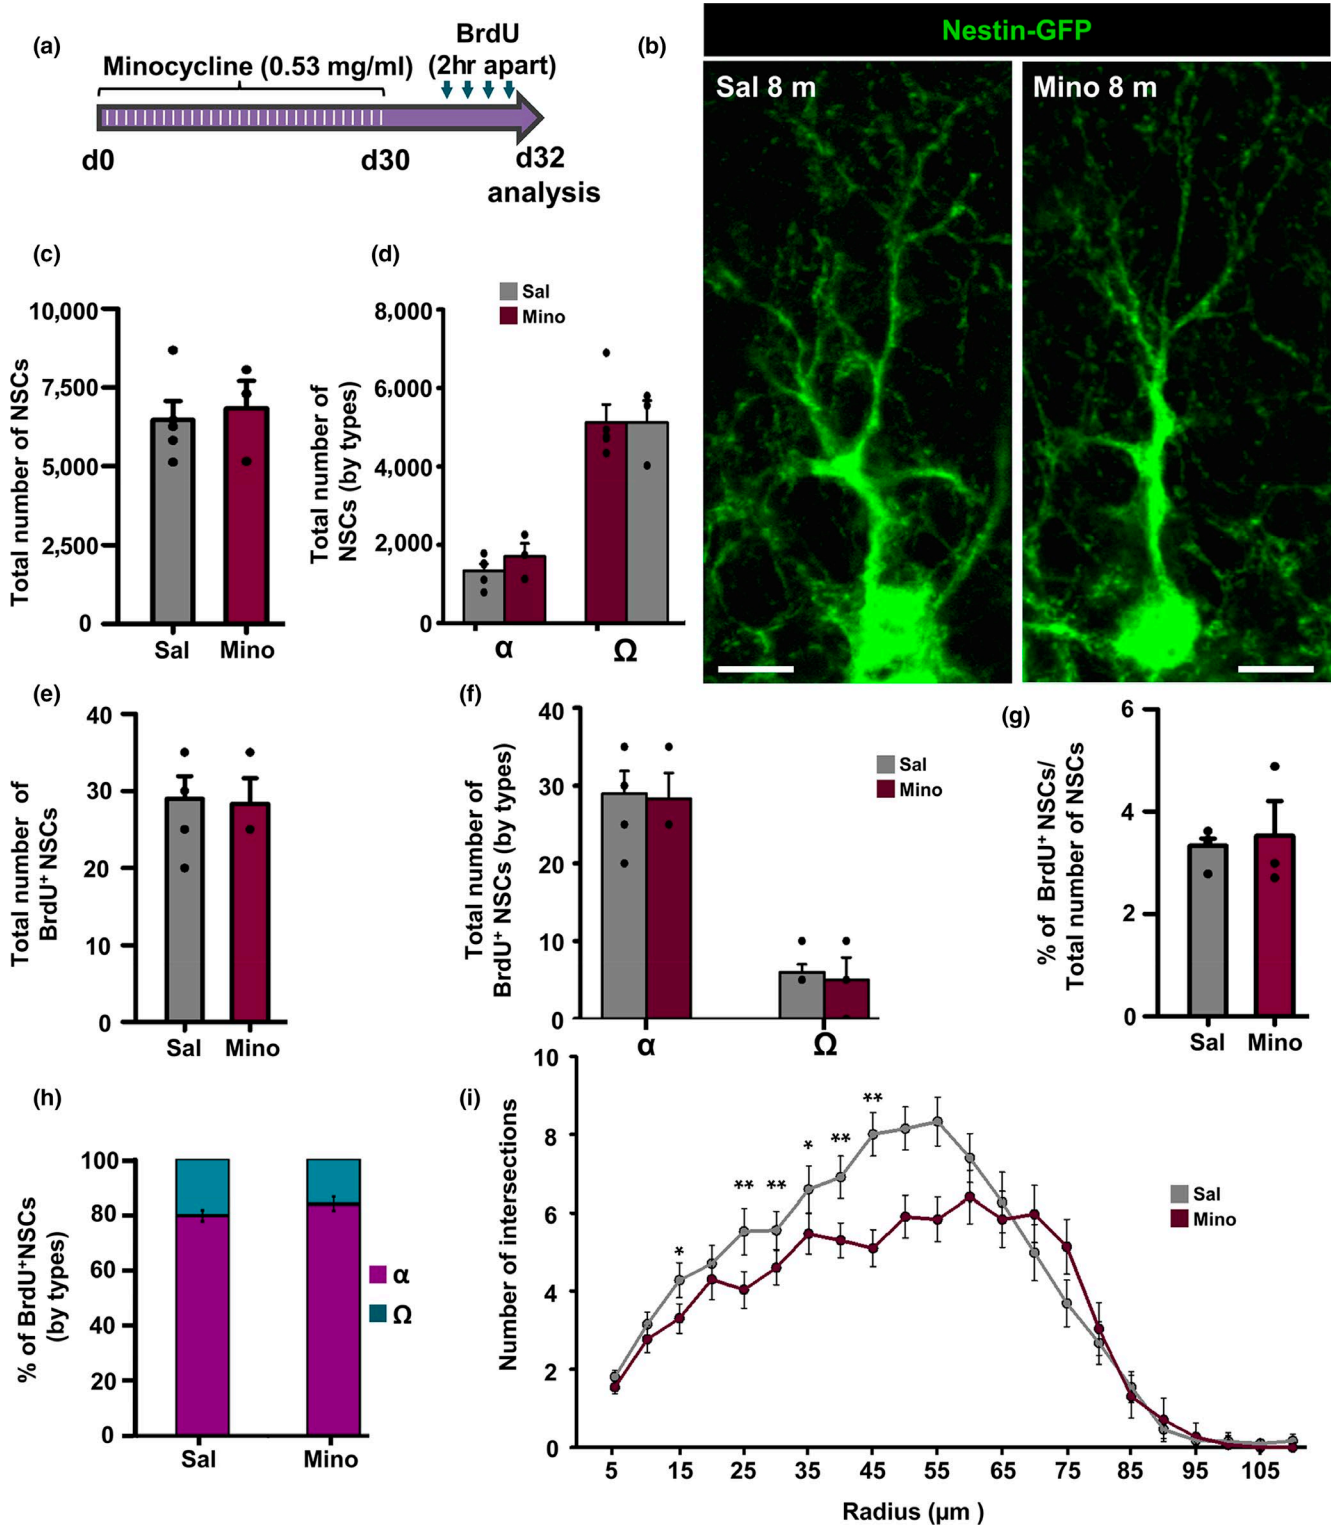 (a)
BrdU
Minocycline (0.53 mg/ml) (2hr apart)
d0
d30
d32
analysis
(b)
Nestin-GFP
Sal 8 m
Mino 8 m
(c)
Total number of NSCs
10,000
7,500
5,000
2,500
0
Sal
Mino
(d)
Total number of
NSCs (by types)
Sal
Mino
8,000
6,000
4,000
2,000
0
α
Ω
(e)
Total number of
BrdU⁺ NSCs
40
30
20
10
0
Sal
Mino
(f)
Total number of
BrdU⁺ NSCs (by types)
40
30
20
10
0
α
Ω
Sal
Mino
(g)
% of BrdU⁺ NSCs/
Total number of NSCs
6
4
2
0
Sal
Mino
(h)
% of BrdU⁺NSCs
(by types)
100
80
60
40
20
0
Sal
Mino
α
Ω
(i)
Number of intersections
10
8
6
4
2
0
*
**
**
*
**
**
Sal
Mino
5 15 25 35 45 55 65 75 85 95 105
Radius (µm )